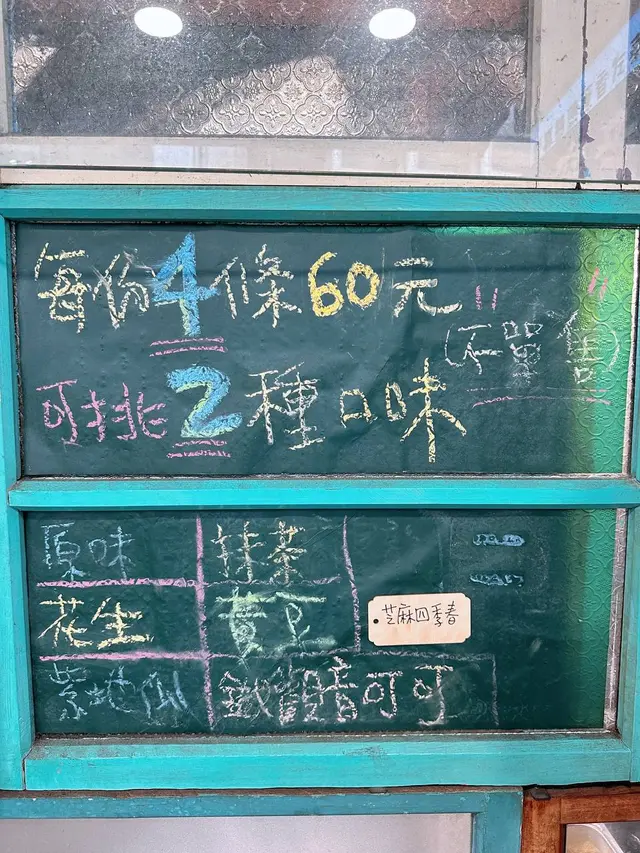 每份4條60元
(不單售)
可挑2種口味
原味 抹茶
花生 黃豆 芝麻四季春
紫地瓜 鐵觀音可可